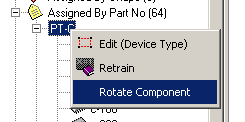 Assigned By Part No (64)
PT-C
Edit (Device Type)
Retrain
Rotate Component